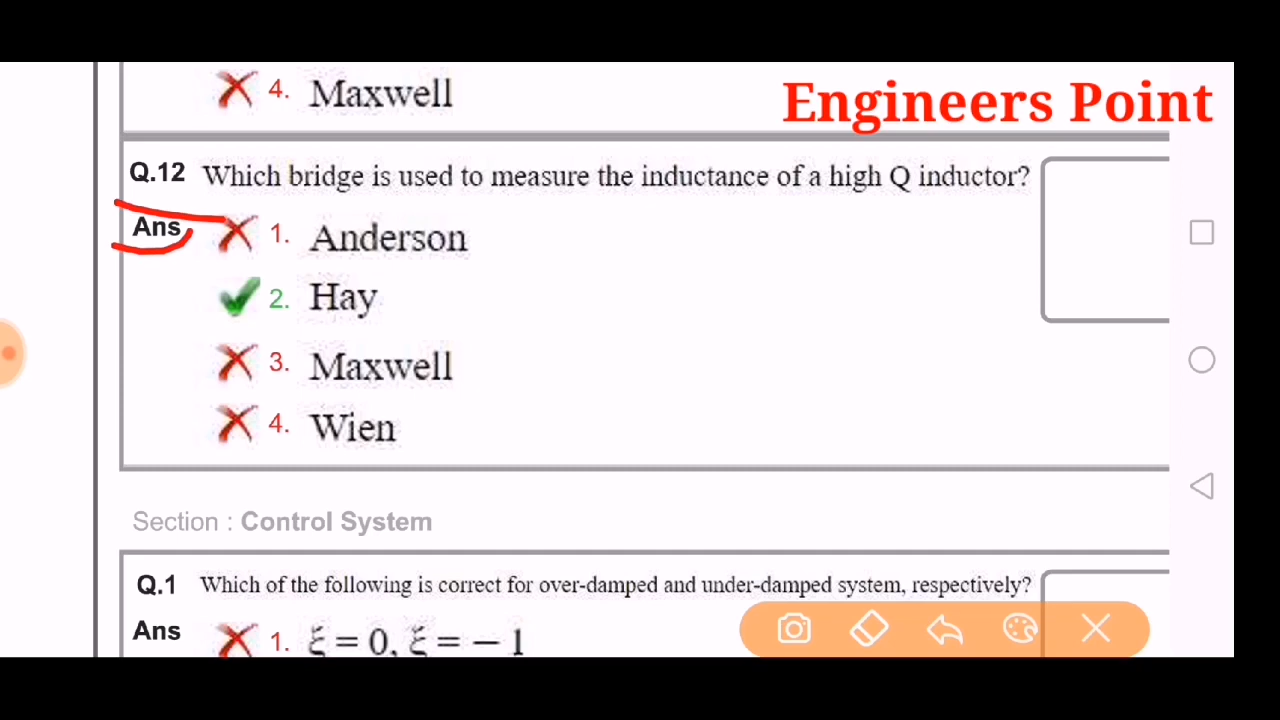 4. Maxwell
Engineers Point
Q.12 Which bridge is used to measure the inductance of a high Q inductor?
Ans 1. Anderson
2. Hay
3. Maxwell
4. Wien
Section : Control System
Q.1 Which of the following is correct for over-damped and under-damped system, respectively?
Ans 1. ξ = 0, ξ = − 1